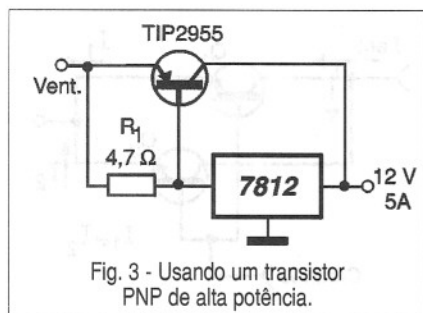 TIP2955
Vent.
R1
4,7 Ω
7812
12 V
5A
Fig. 3 - Usando um transistor
PNP de alta potência.